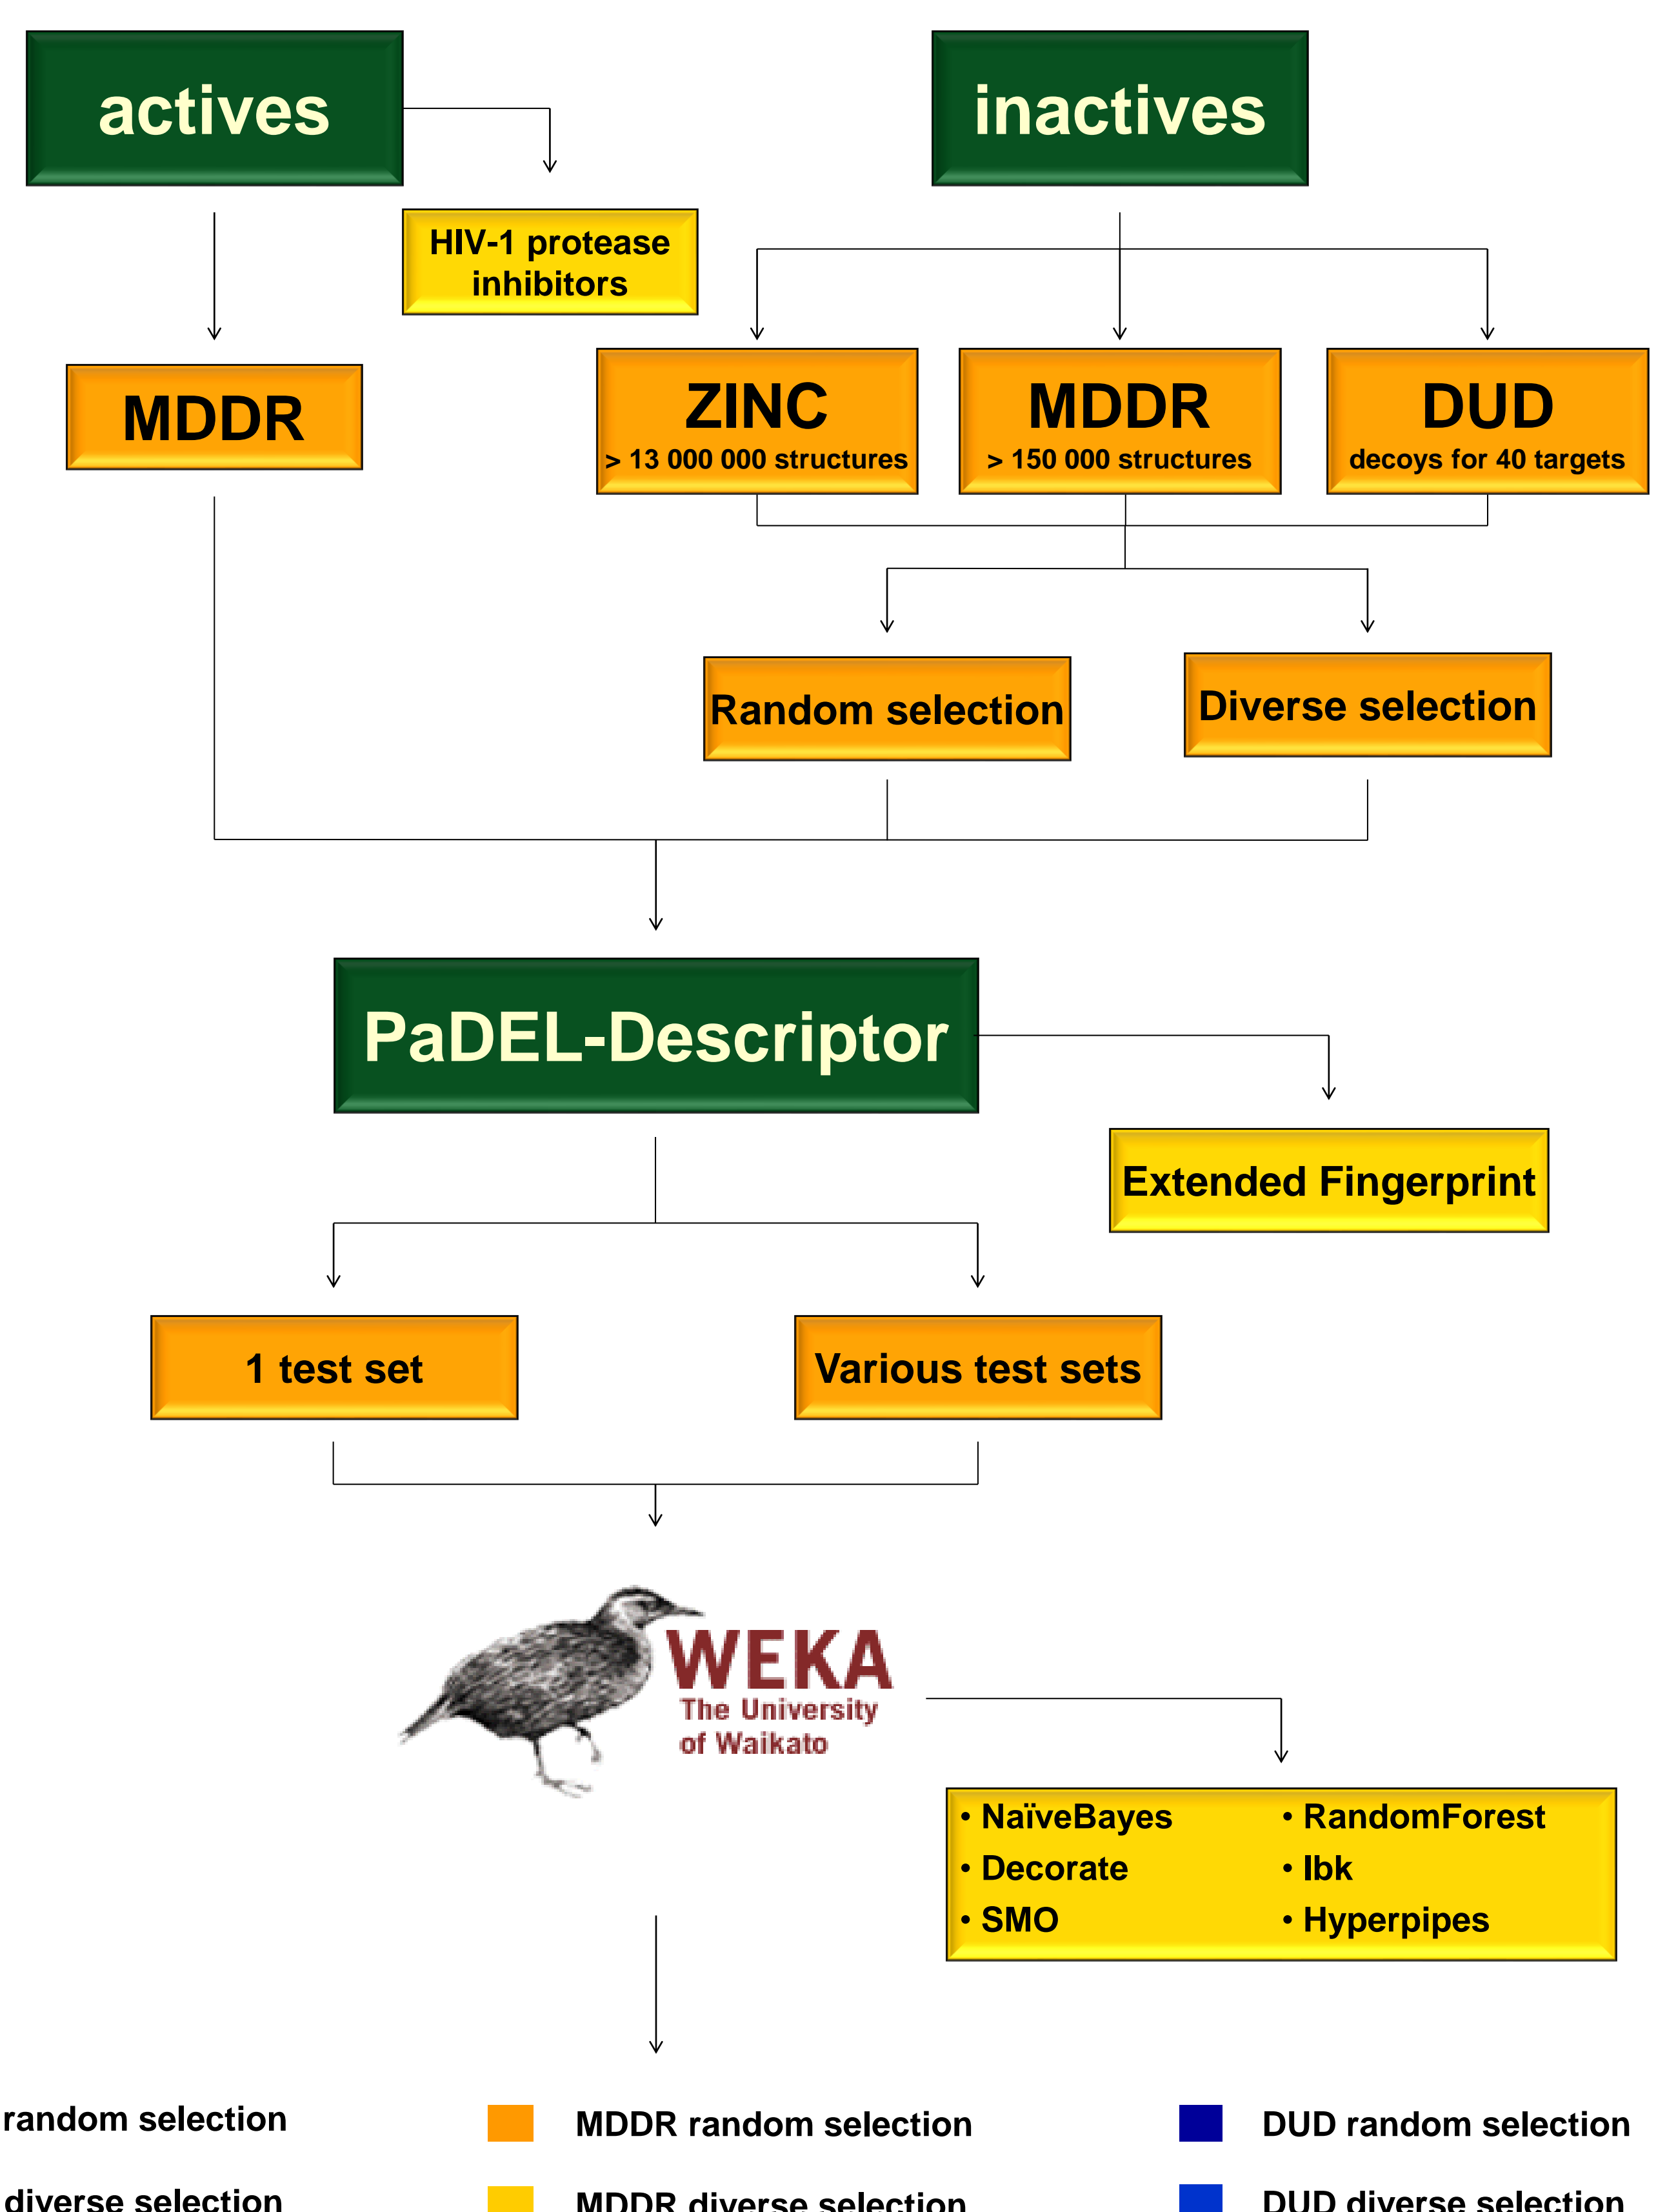 actives
inactives
HIV-1 protease
inhibitors
MDDR
ZINC
> 13 000 000 structures
MDDR
> 150 000 structures
DUD
decoys for 40 targets
Random selection
Diverse selection
PaDEL-Descriptor
Extended Fingerprint
1 test set
Various test sets
WEKA
The University
of Waikato
• NaïveBayes
• Decorate
• SMO
• RandomForest
• Ibk
• Hyperpipes
random selection
MDDR random selection
DUD random selection
diverse selection
MDDR diverse selection
DUD diverse selection